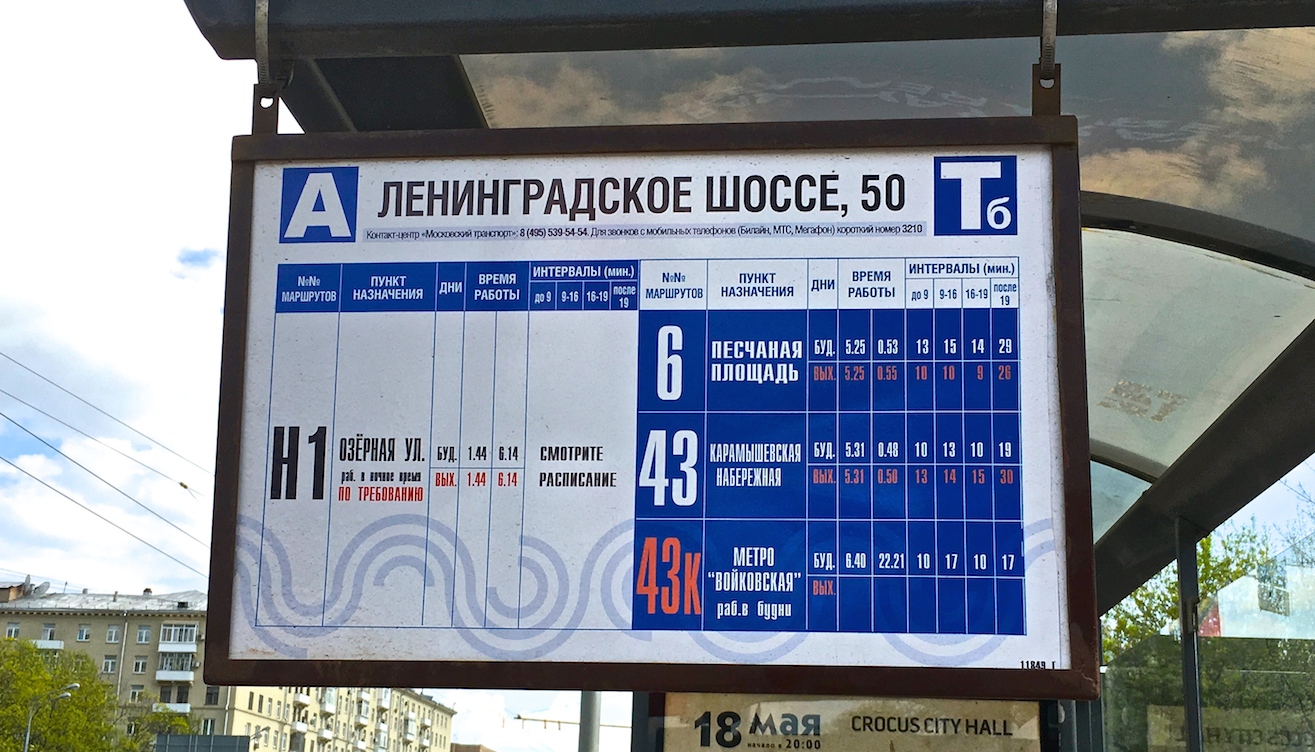 А ЛЕНИНГРАДСКОЕ ШОССЕ, 50 Тб
Контакт-центр «Московский транспорт»: 8 (495) 539-54-54. Для звонков с мобильных телефонов (Билайн, МТС, Мегафон) короткий номер 3210
№№ МАРШРУТОВ
ПУНКТ НАЗНАЧЕНИЯ
ДНИ
ВРЕМЯ РАБОТЫ
ИНТЕРВАЛЫ (мин.)
до 9 9-16 16-19 после 19
Н1
ОЗЁРНАЯ УЛ.
раб. в ночное время
ПО ТРЕБОВАНИЮ
БУД. 1.44 6.14
ВЫХ. 1.44 6.14
СМОТРИТЕ
РАСПИСАНИЕ
№№ МАРШРУТОВ
ПУНКТ НАЗНАЧЕНИЯ
ДНИ
ВРЕМЯ РАБОТЫ
ИНТЕРВАЛЫ (мин.)
до 9 9-16 16-19 после 19
6
ПЕСЧАНАЯ
ПЛОЩАДЬ
БУД. 5.25 0.53 13 15 14 29
ВЫХ. 5.25 0.55 10 10 9 26
43
КАРАМЫШЕВСКАЯ
НАБЕРЕЖНАЯ
БУД. 5.31 0.48 10 13 10 19
ВЫХ. 5.31 0.50 13 14 15 30
43К
МЕТРО
"ВОЙКОВСКАЯ"
раб.в будни
БУД. 6.40 22.21 10 17 10 17
ВЫХ.
11849 Г
18 мая
начало в 20:00
CROCUS CITY HALL